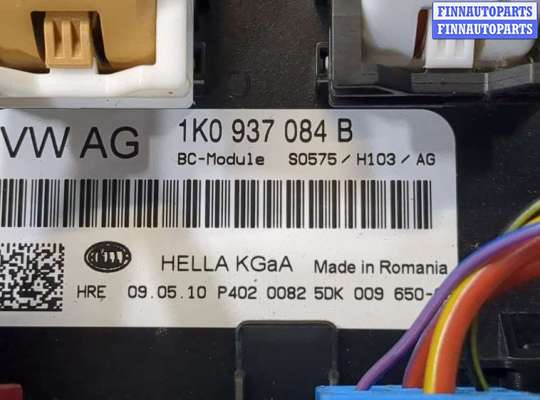 FINNAUTOPARTS
FINNAUTOPARTS
VW AG 1K0 937 084 B
BC-Module S0575 / H103 / AG
HELLA KGaA Made in Romania
HRE 09.05.10 P402 0082 5DK 009 650-